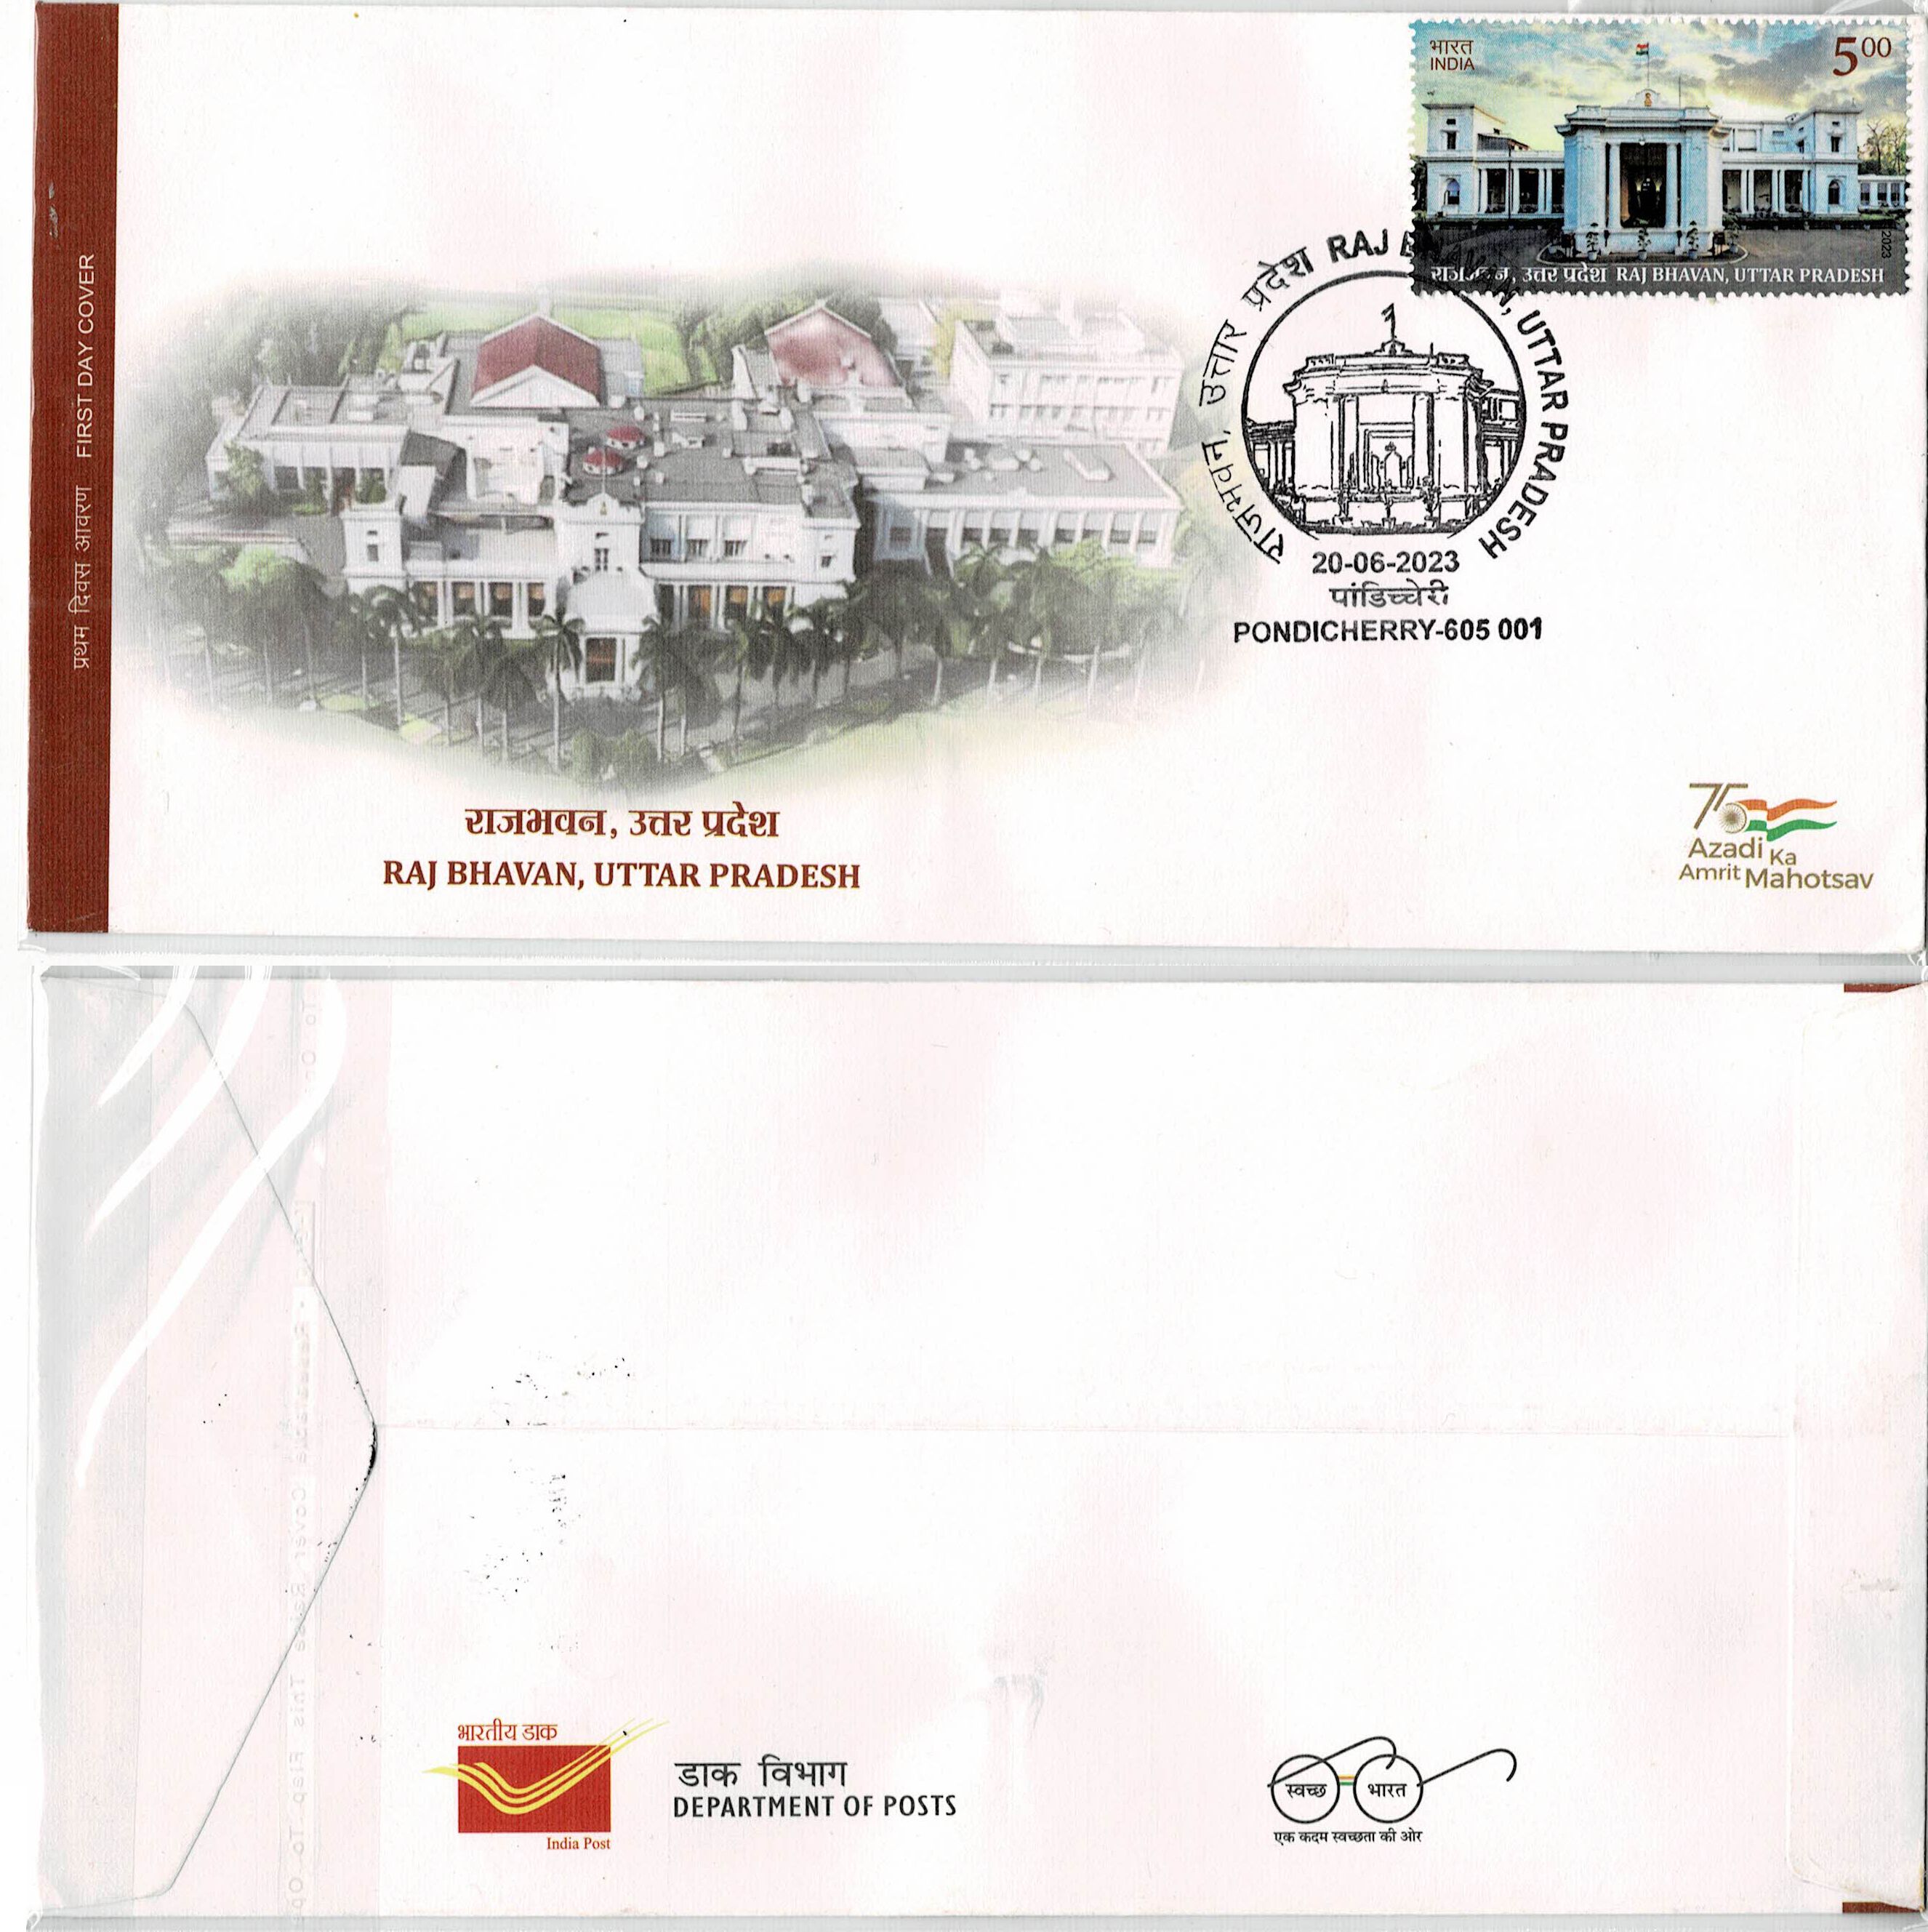 प्रथम दिवस आवरण FIRST DAY COVER
भारत
INDIA
5 00
2023
राजभवन, उत्तर प्रदेश RAJ BHAVAN, UTTAR PRADESH
राजभवन, उत्तार प्रदेश RAJ BHAVAN, UTTAR PRADESH
20-06-2023
पांडिच्चेरी
PONDICHERRY-605 001
राजभवन, उत्तर प्रदेश
RAJ BHAVAN, UTTAR PRADESH
75
Azadi Ka
Amrit Mahotsav
भारतीय डाक
India Post
डाक विभाग
DEPARTMENT OF POSTS
स्वच्छ भारत
एक कदम स्वच्छता की ओर